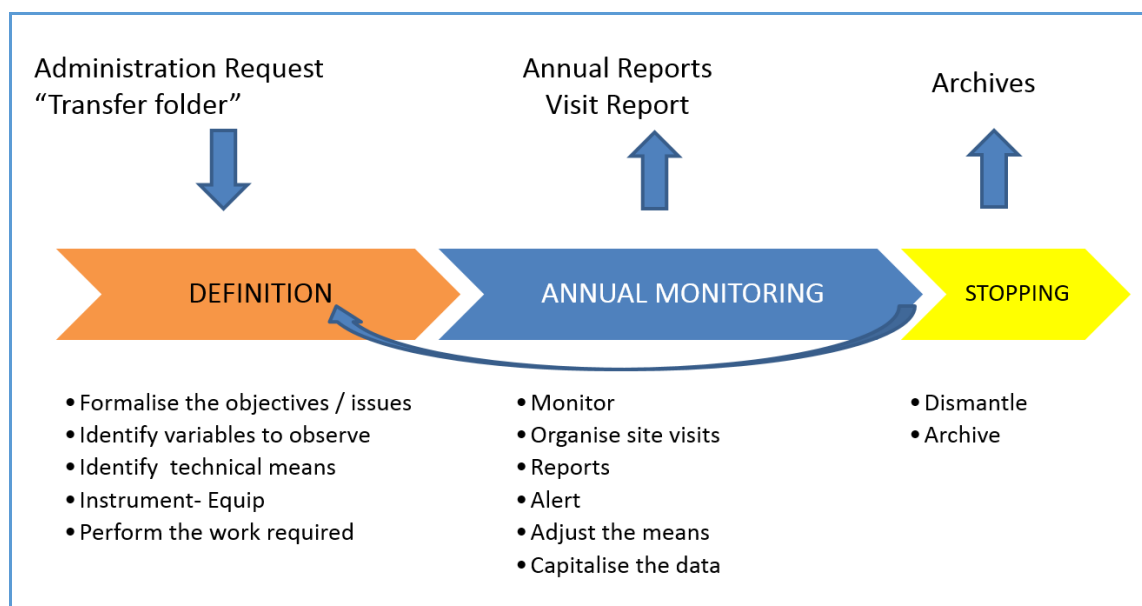 Administration Request
“Transfer folder”
Annual Reports
Visit Report
Archives
DEFINITION
ANNUAL MONITORING
STOPPING
•Formalise the objectives / issues
•Identify variables to observe
•Identify technical means
•Instrument- Equip
•Perform the work required
•Monitor
•Organise site visits
•Reports
•Alert
•Adjust the means
•Capitalise the data
•Dismantle
•Archive